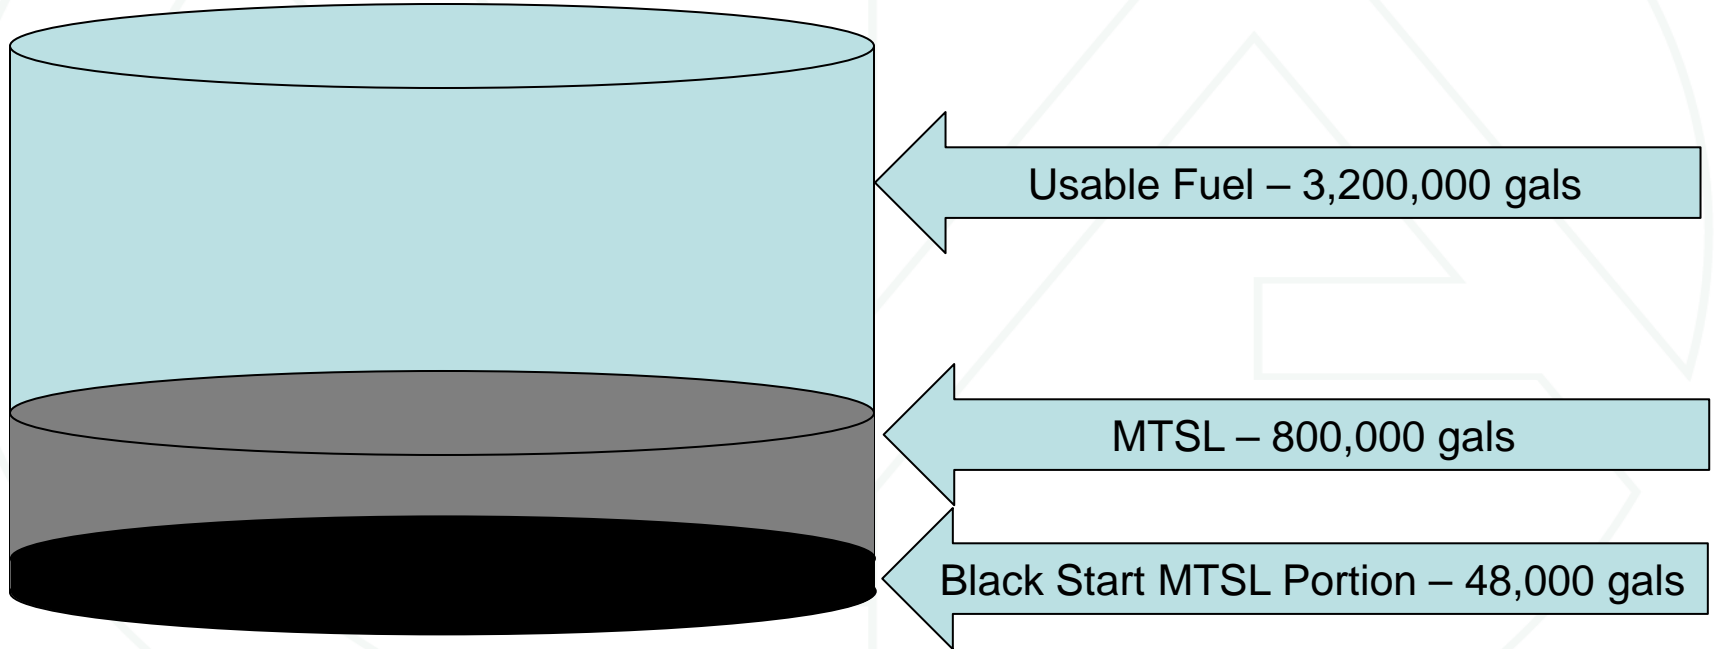 Usable Fuel – 3,200,000 gals
MTSL – 800,000 gals
Black Start MTSL Portion – 48,000 gals